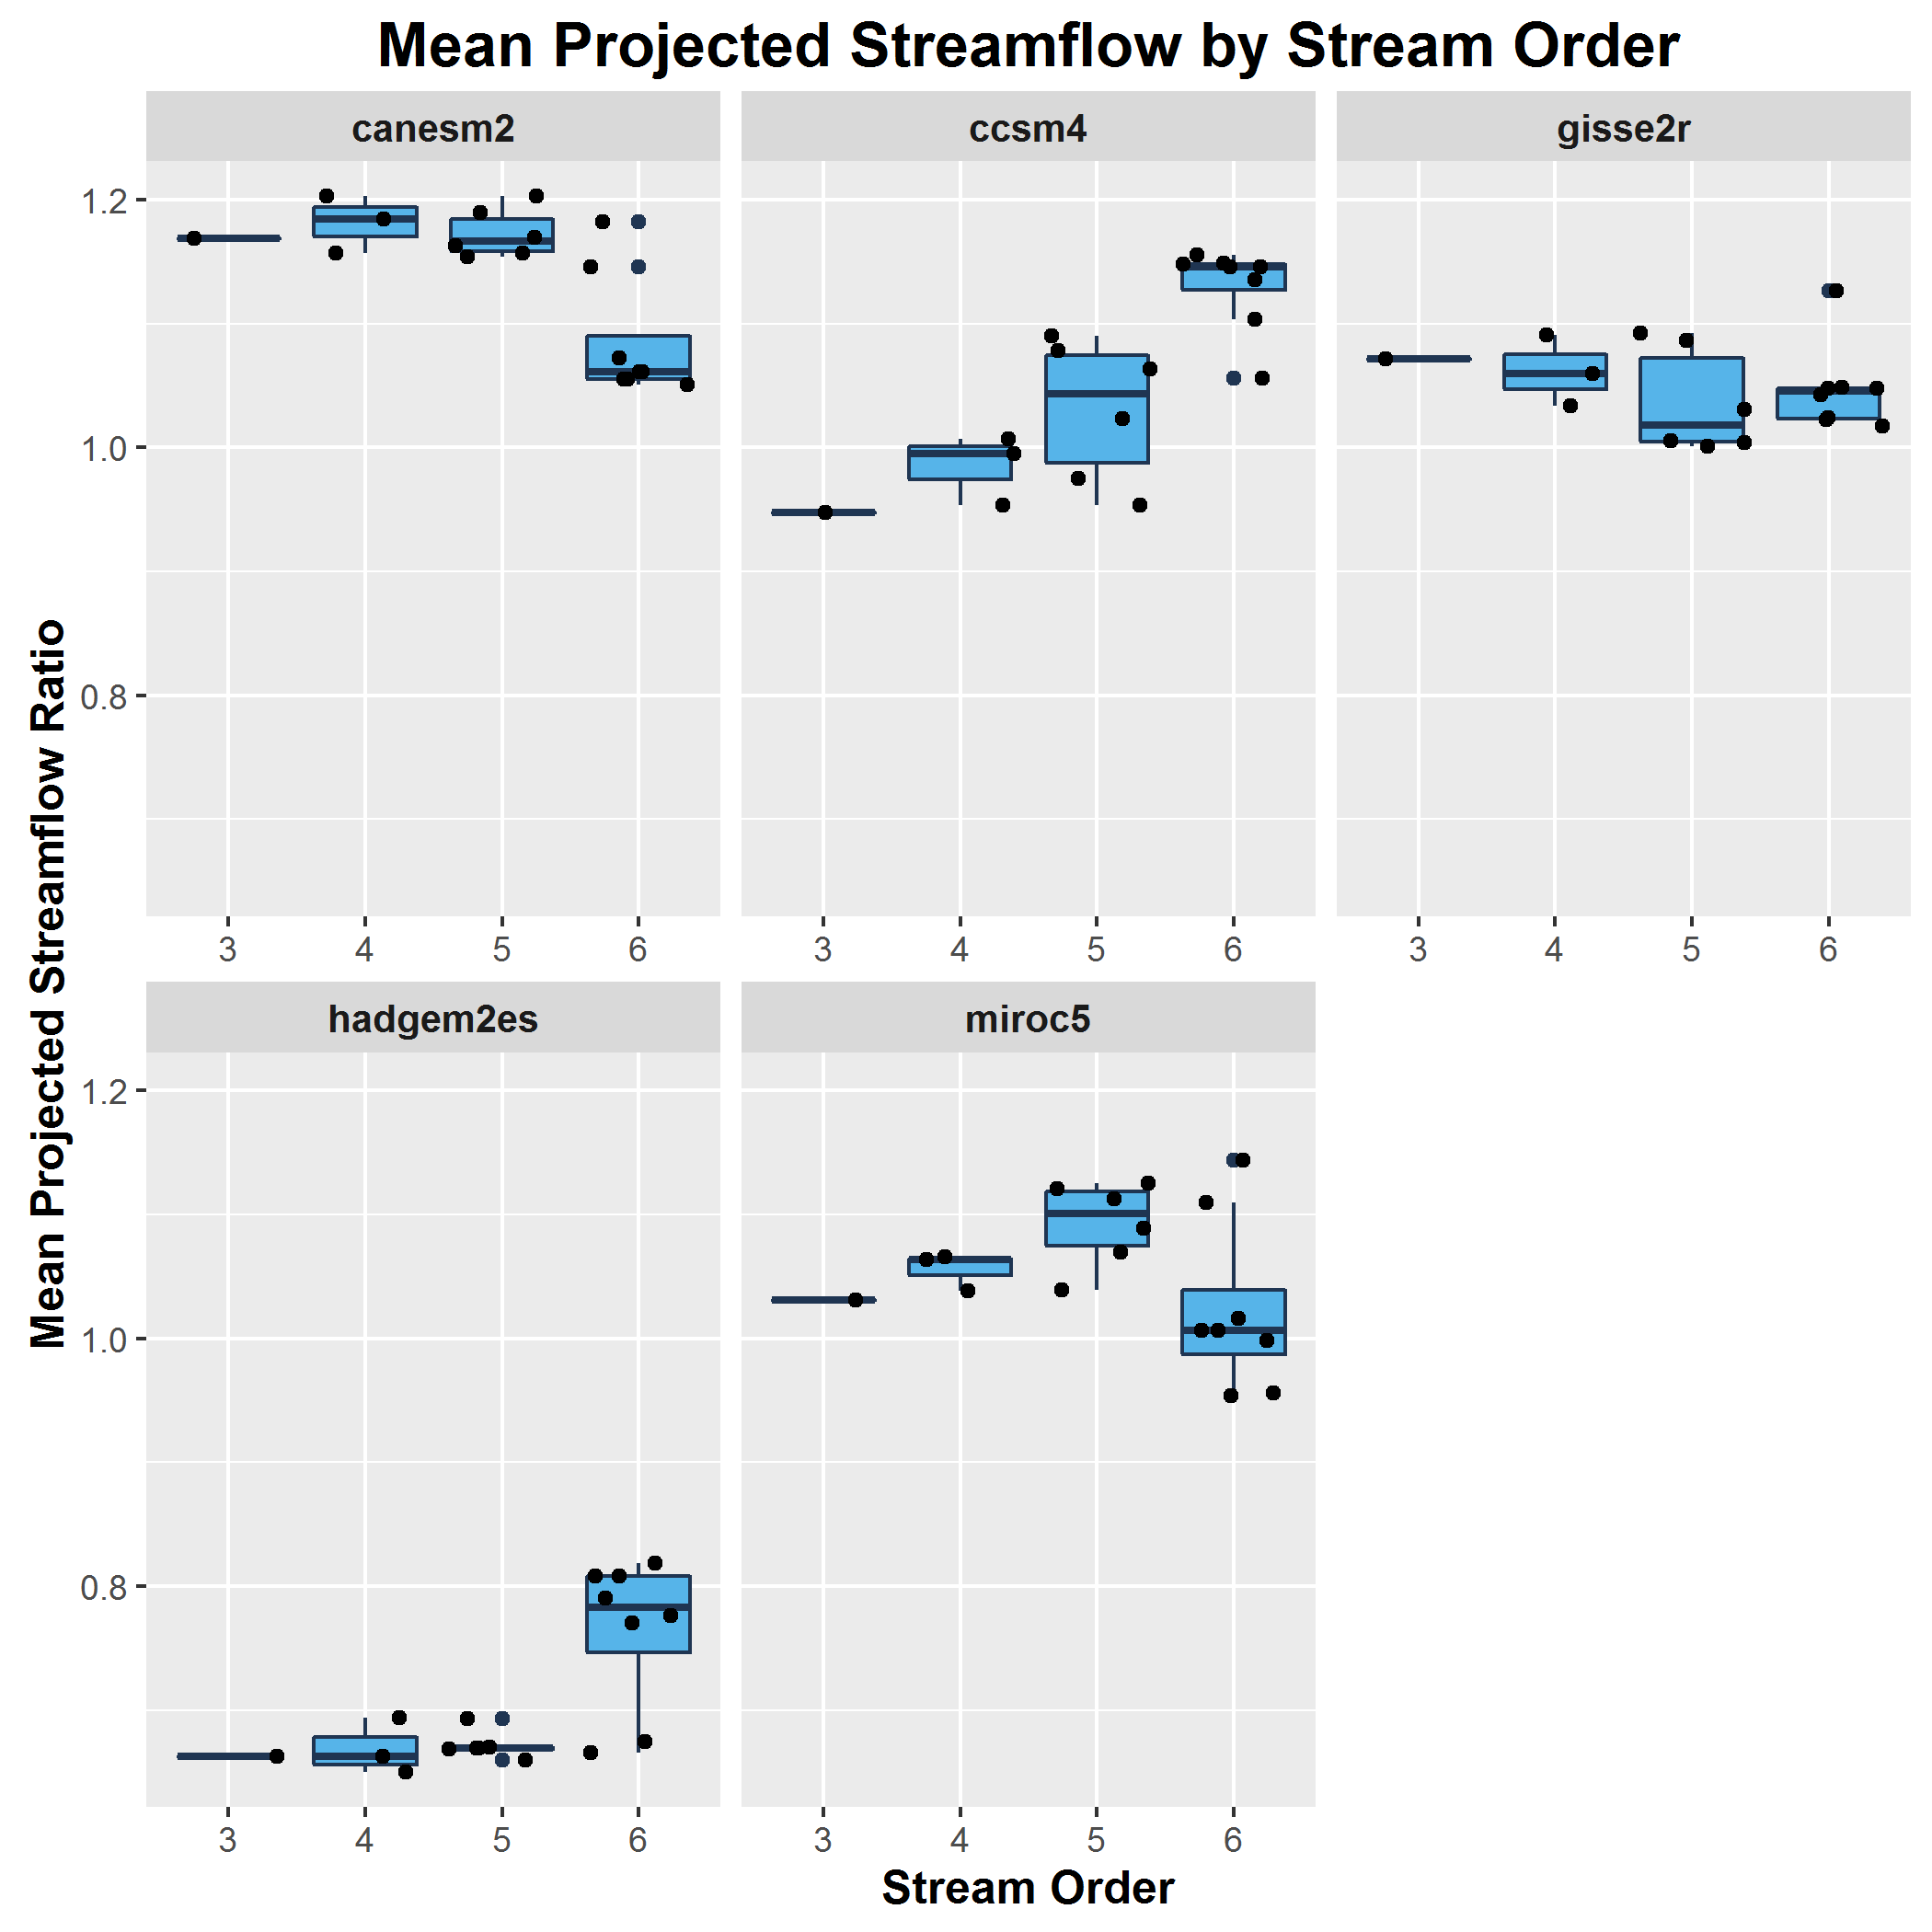 Mean Projected Streamflow by Stream Order
canesm2 ccsm4 gisse2r
1.2
1.0
0.8
3 4 5 6 3 4 5 6 3 4 5 6
Mean Projected Streamflow Ratio
hadgem2es miroc5
1.2
1.0
0.8
3 4 5 6 3 4 5 6
Stream Order